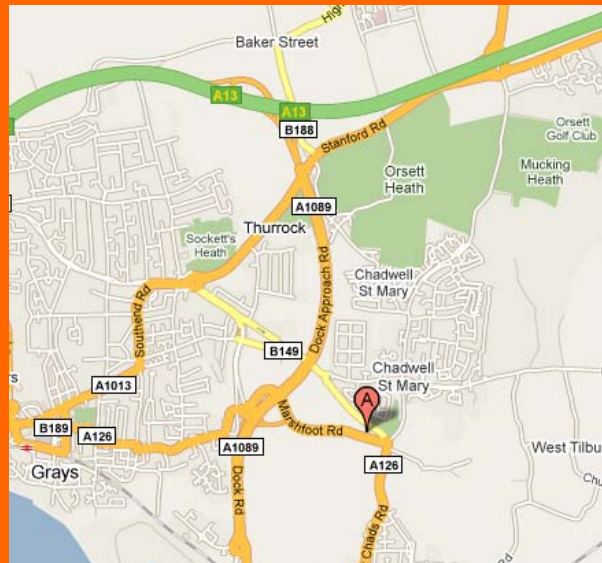 High
Baker Street
A13
A13
B188
Stanford Rd
Orsett
Golf Club
Mucking
Heath
Orsett
Heath
A1089
Thurrock
Sockett's
Heath
Dock Approach Rd
Chadwell
St Mary
Southend Rd
B149
Chadwell
St Mary
A1013
A
Marshfoot Rd
B189
A126
A1089
A126
West Tilbu
Grays
Dock Rd
Chads Rd
Rd